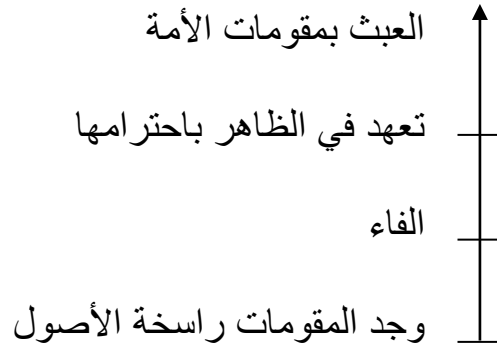 العبث بمقومات الأمة
تعهد في الظاهر باحترامها
الفاء
وجد المقومات راسخة الأصول